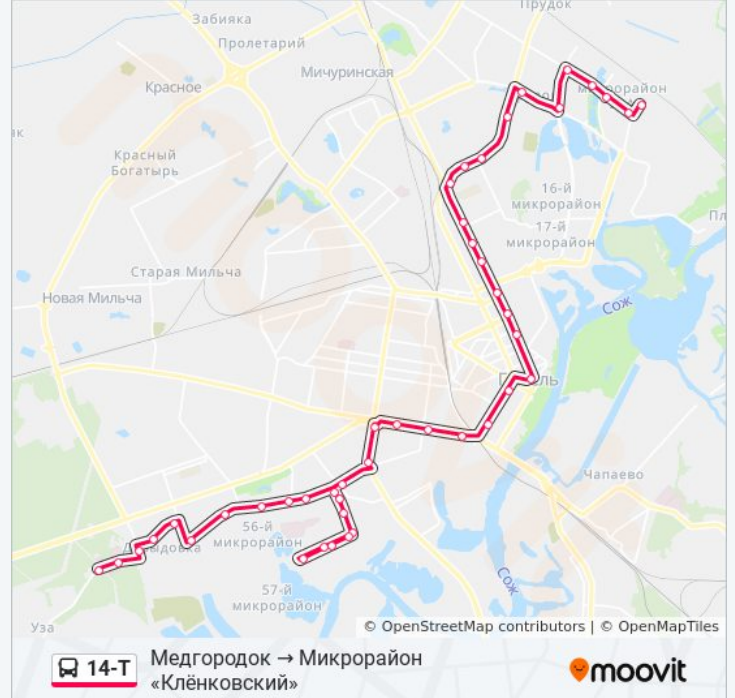 Прудок
Забияка
Пролетарий
Мичуринская
Красное
микрорайон
Красный
Богатырь
16-й
микрорайон
17-й
микрорайон
Старая Мильча
Новая Мильча
Сож
Чапаево
56-й
микрорайон
57-й
микрорайон
Сож
Уза
© OpenStreetMap contributors | © OpenMapTiles
14-Т
Медгородок → Микрорайон
«Клёнковский»
moovit